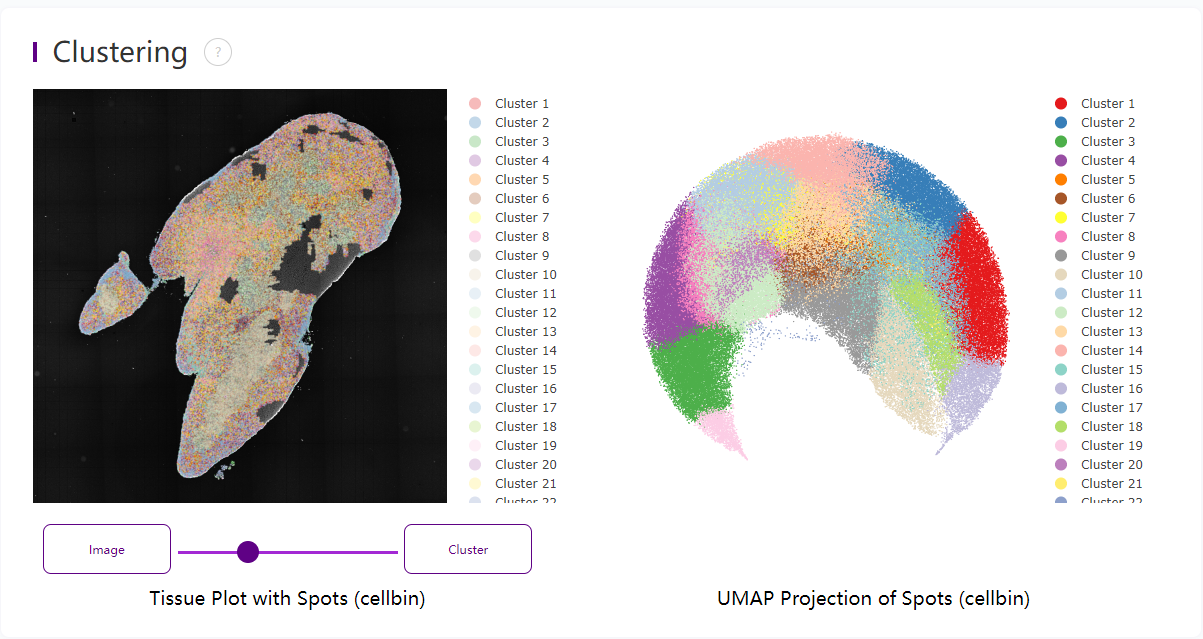 Clustering ?
Cluster 1
Cluster 2
Cluster 3
Cluster 4
Cluster 5
Cluster 6
Cluster 7
Cluster 8
Cluster 9
Cluster 10
Cluster 11
Cluster 12
Cluster 13
Cluster 14
Cluster 15
Cluster 16
Cluster 17
Cluster 18
Cluster 19
Cluster 20
Cluster 21
Cluster 22
Cluster 1
Cluster 2
Cluster 3
Cluster 4
Cluster 5
Cluster 6
Cluster 7
Cluster 8
Cluster 9
Cluster 10
Cluster 11
Cluster 12
Cluster 13
Cluster 14
Cluster 15
Cluster 16
Cluster 17
Cluster 18
Cluster 19
Cluster 20
Cluster 21
Cluster 22
Image
Cluster
Tissue Plot with Spots (cellbin)
UMAP Projection of Spots (cellbin)